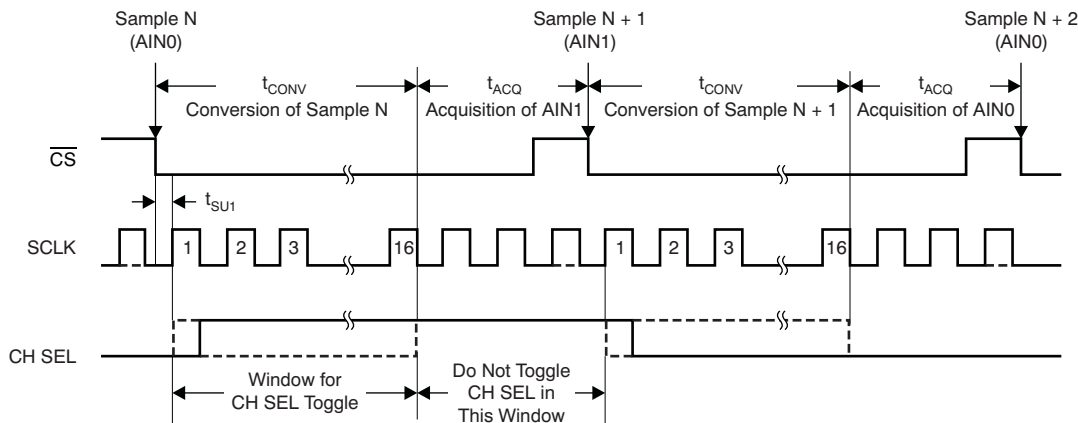 Sample N
(AIN0)
Sample N + 1
(AIN1)
Sample N + 2
(AIN0)
tCONV
Conversion of Sample N
tACQ
Acquisition of AIN1
tCONV
Conversion of Sample N + 1
tACQ
Acquisition of AIN0
CS
tSU1
SCLK
1 2 3 16 1 2 3 16
CH SEL
Window for
CH SEL Toggle
Do Not Toggle
CH SEL in
This Window